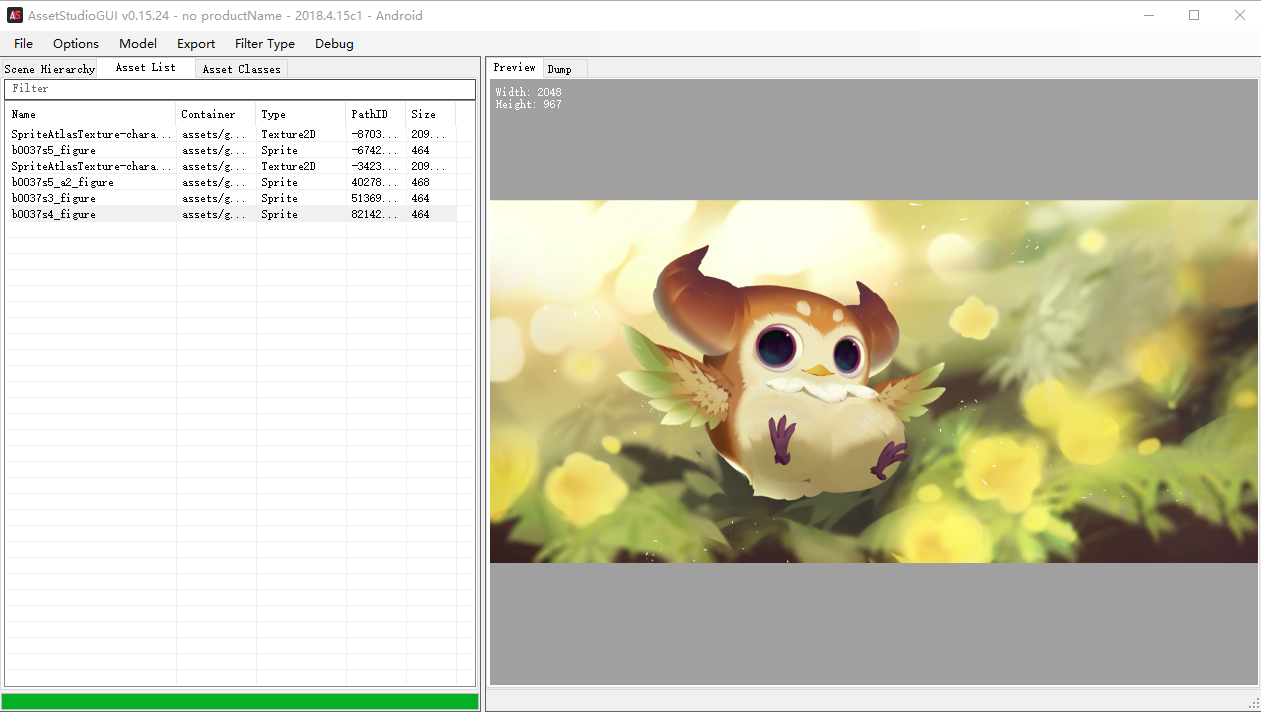 AssetStudioGUI v0.15.24 - no productName - 2018.4.15c1 - Android
File Options Model Export Filter Type Debug
Scene Hierarchy Asset List Asset Classes
Filter
Name Container Type PathID Size
SpriteAtlasTexture-chara... assets/g... Texture2D -8703... 209...
b0037s5_figure assets/g... Sprite -6742... 464
SpriteAtlasTexture-chara... assets/g... Texture2D -3423... 209...
b0037s5_a2_figure assets/g... Sprite 40278... 468
b0037s3_figure assets/g... Sprite 51369... 464
b0037s4_figure assets/g... Sprite 82142... 464
Preview Dump
Width: 2048
Height: 967